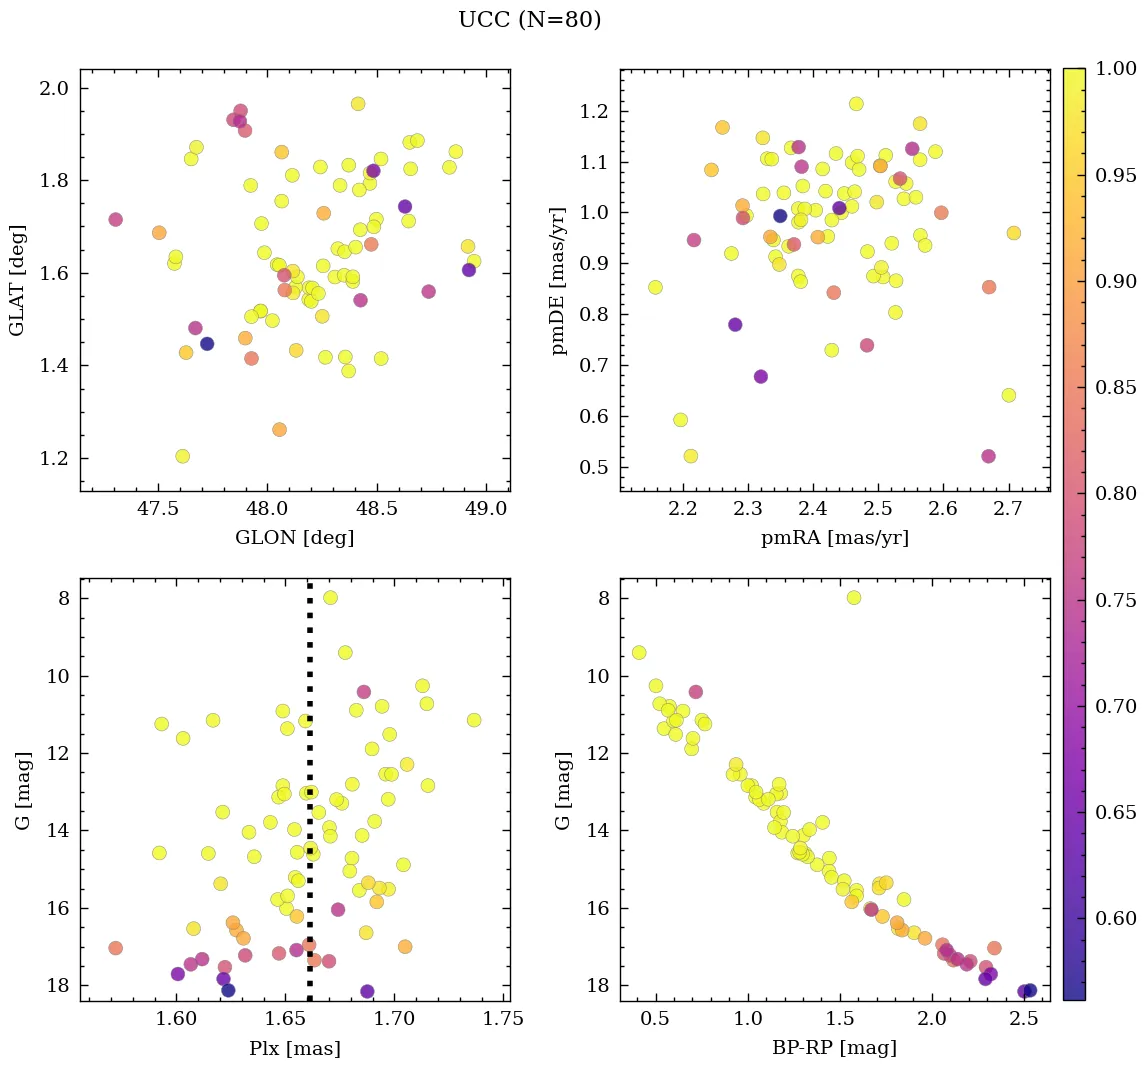 UCC (N=80)
2.0
1.8
1.6
1.4
1.2
GLAT [deg]
47.5 48.0 48.5 49.0
GLON [deg]
1.2
1.1
1.0
0.9
0.8
0.7
0.6
0.5
pmDE [mas/yr]
2.2 2.3 2.4 2.5 2.6 2.7
pmRA [mas/yr]
1.00
0.95
0.90
0.85
0.80
0.75
0.70
0.65
0.60
8
10
12
14
16
18
G [mag]
1.60 1.65 1.70 1.75
Plx [mas]
8
10
12
14
16
18
G [mag]
0.5 1.0 1.5 2.0 2.5
BP-RP [mag]